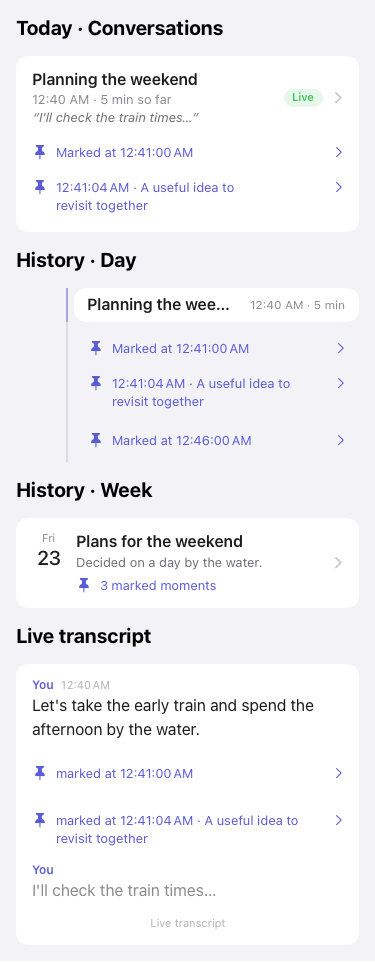 Today · Conversations
Planning the weekend
12:40 AM · 5 min so far
Live
“I'll check the train times…”
Marked at 12:41:00 AM
12:41:04 AM · A useful idea to
revisit together
History · Day
Planning the wee...
12:40 AM · 5 min
Marked at 12:41:00 AM
12:41:04 AM · A useful idea to
revisit together
Marked at 12:46:00 AM
History · Week
Fri
23
Plans for the weekend
Decided on a day by the water.
3 marked moments
Live transcript
You 12:40 AM
Let's take the early train and spend the
afternoon by the water.
marked at 12:41:00 AM
marked at 12:41:04 AM · A useful idea to
revisit together
You
I'll check the train times…
Live transcript